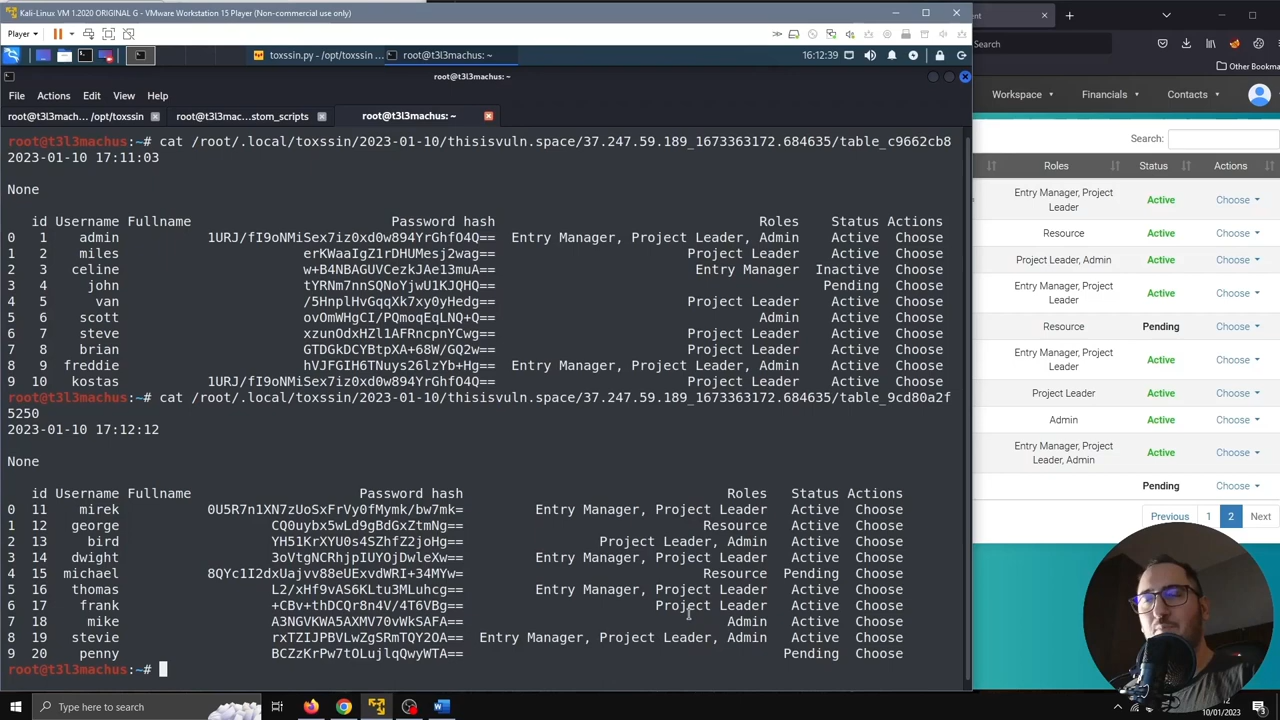 Kali-Linux VM 1.2020 ORIGINAL G - VMware Workstation 15 Player (Non-commercial use only)
Player
toxssin.py - /opt/toxssin ...
root@t3l3machus: ~
16:12:39
root@t3l3machus: ~
File Actions Edit View Help
root@t3l3mach... /opt/toxssin
root@t3l3mac...stom_scripts
root@t3l3machus: ~
root@t3l3machus:~# cat /root/.local/toxssin/2023-01-10/thisisvuln.space/37.247.59.189_1673363172.684635/table_c9662cb8
2023-01-10 17:11:03
None
id Username Fullname Password hash Roles Status Actions
0 1 admin 1URJ/fI9oNMiSex7iz0xd0w894YrGhfO4Q== Entry Manager, Project Leader, Admin Active Choose
1 2 miles erKWaaIgZ1rDHUMesj2wag== Project Leader Active Choose
2 3 celine w+B4NBAGUVCezkJAe13muA== Entry Manager Inactive Choose
3 4 john tYRNm7nnSQNoYjwU1KJQHQ== Pending Choose
4 5 van /5HnplHvGqqXk7xy0yHedg== Project Leader Active Choose
5 6 scott ovOmWHgCI/PQmoqEqLNQ+Q== Admin Active Choose
6 7 steve xzunOdxHZl1AFRncpnYCwg== Project Leader Active Choose
7 8 brian GTDGkDCYBtpXA+68W/GQ2w== Project Leader Active Choose
8 9 freddie hVJFGIH6TNuys26lzYb+Hg== Entry Manager, Project Leader, Admin Active Choose
9 10 kostas 1URJ/fI9oNMiSex7iz0xd0w894YrGhfO4Q== Project Leader Active Choose
root@t3l3machus:~# cat /root/.local/toxssin/2023-01-10/thisisvuln.space/37.247.59.189_1673363172.684635/table_9cd80a2f
5250
2023-01-10 17:12:12
None
id Username Fullname Password hash Roles Status Actions
0 11 mirek 0U5R7n1XN7zUoSxFrVy0fMymk/bw7mk= Entry Manager, Project Leader Active Choose
1 12 george CQ0uybx5wLd9gBdGxZtmNg== Resource Active Choose
2 13 bird YH51KrXYU0s4SZhfZ2joHg== Project Leader, Admin Active Choose
3 14 dwight 3oVtgNCRhjpIUYOjDwleXw== Entry Manager, Project Leader Active Choose
4 15 michael 8QYc1I2dxUajvv88eUExvdWRI+34MYw= Resource Pending Choose
5 16 thomas L2/xHf9vAS6KLtu3MLuhcg== Entry Manager, Project Leader Active Choose
6 17 frank +CBv+thDCQr8n4V/4T6VBg== Project Leader Active Choose
7 18 mike A3NGVKWA5AXMV70vWkSAFA== Admin Active Choose
8 19 stevie rxTZIJPBVLwZgSRmTQY2OA== Entry Manager, Project Leader, Admin Active Choose
9 20 penny BCZzKrPw7tOLujlqQwyWTA== Pending Choose
root@t3l3machus:~#
Search
Other Bookma
Workspace Financials Contacts
Search:
Roles Status Actions
Entry Manager, Project
Leader Active Choose
Resource Active Choose
Project Leader, Admin Active Choose
Entry Manager, Project
Leader Active Choose
Resource Pending Choose
Entry Manager, Project
Leader Active Choose
Project Leader Active Choose
Admin Active Choose
Entry Manager, Project
Leader, Admin Active Choose
Pending Choose
Previous 1 2 Next
Type here to search
10/01/2023